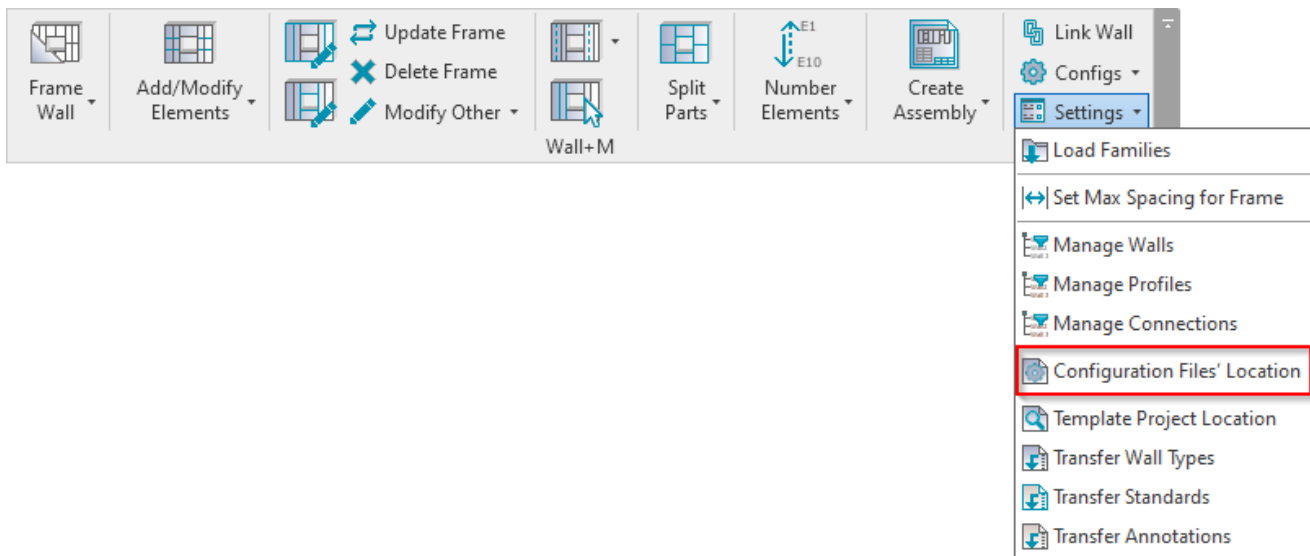 Frame
Wall
Add/Modify
Elements
Update Frame
Delete Frame
Modify Other
Split
Parts
E1
E10
Number
Elements
Create
Assembly
Link Wall
Configs
Settings
Wall+M
Load Families
Set Max Spacing for Frame
Manage Walls
Manage Profiles
Manage Connections
Configuration Files' Location
Template Project Location
Transfer Wall Types
Transfer Standards
Transfer Annotations